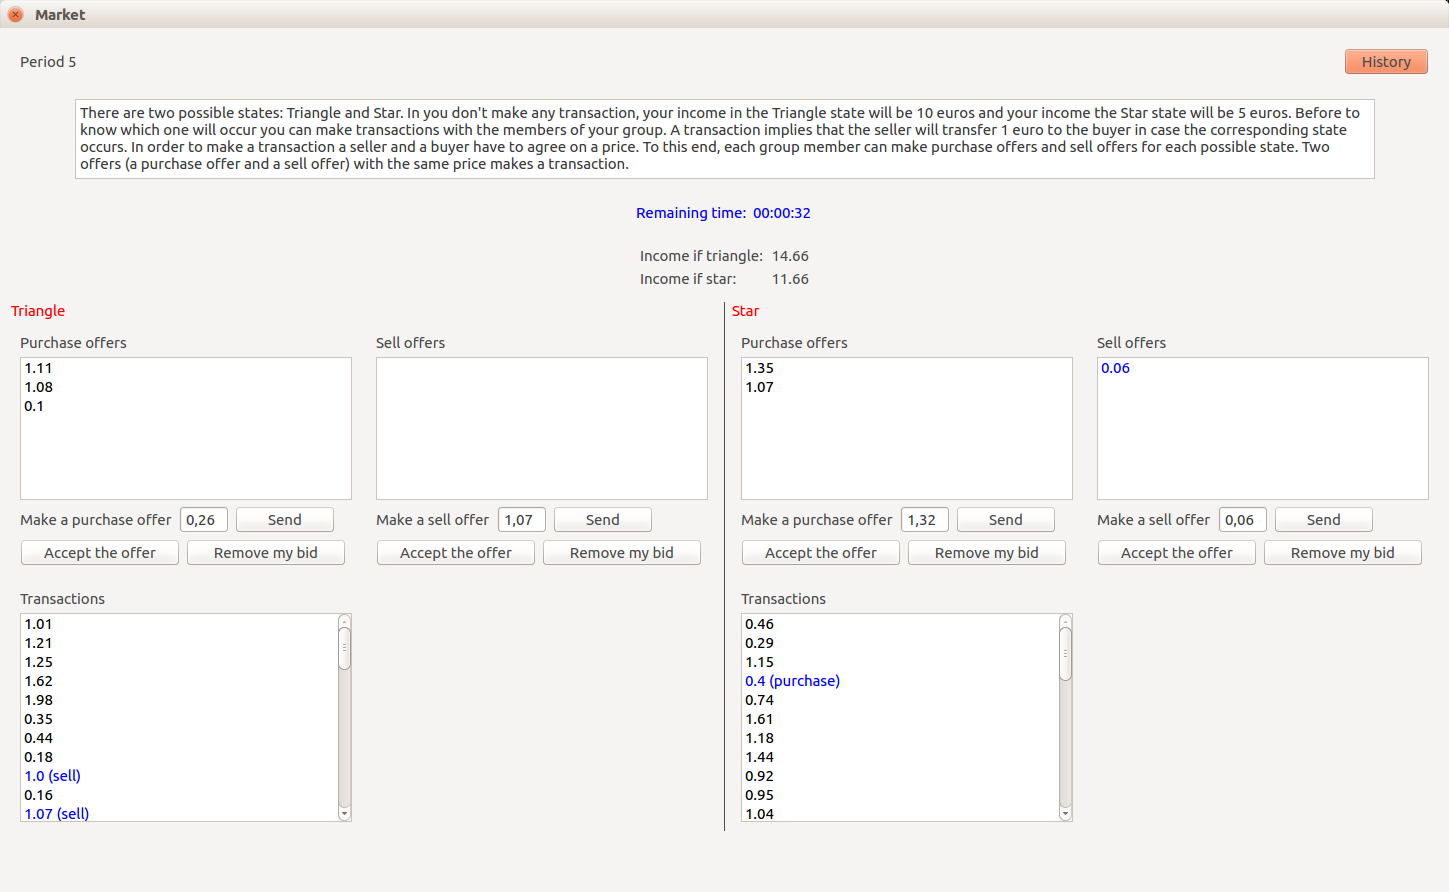 Market
Period 5
History
There are two possible states: Triangle and Star. In you don't make any transaction, your income in the Triangle state will be 10 euros and your income the Star state will be 5 euros. Before to
know which one will occur you can make transactions with the members of your group. A transaction implies that the seller will transfer 1 euro to the buyer in case the corresponding state
occurs. In order to make a transaction a seller and a buyer have to agree on a price. To this end, each group member can make purchase offers and sell offers for each possible state. Two
offers (a purchase offer and a sell offer) with the same price makes a transaction.
Remaining time: 00:00:32
Income if triangle: 14.66
Income if star: 11.66
Triangle
Purchase offers
1.11
1.08
0.1
Make a purchase offer 0,26 Send
Accept the offer Remove my bid
Sell offers
Make a sell offer 1,07 Send
Accept the offer Remove my bid
Transactions
1.01
1.21
1.25
1.62
1.98
0.35
0.44
0.18
1.0 (sell)
0.16
1.07 (sell)
Star
Purchase offers
1.35
1.07
Make a purchase offer 1,32 Send
Accept the offer Remove my bid
Sell offers
0.06
Make a sell offer 0,06 Send
Accept the offer Remove my bid
Transactions
0.46
0.29
1.15
0.4 (purchase)
0.74
1.61
1.18
1.44
0.92
0.95
1.04